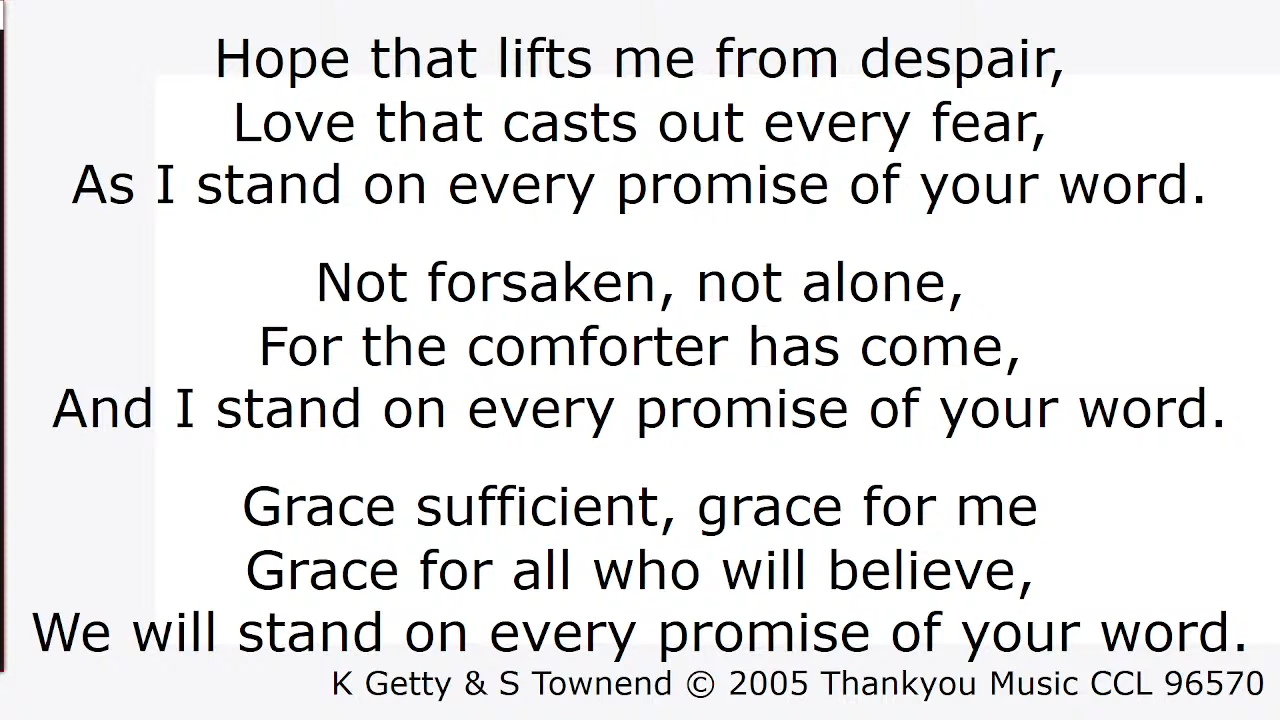 Hope that lifts me from despair,
Love that casts out every fear,
As I stand on every promise of your word.
Not forsaken, not alone,
For the comforter has come,
And I stand on every promise of your word.
Grace sufficient, grace for me
Grace for all who will believe,
We will stand on every promise of your word.
K Getty & S Townend © 2005 Thankyou Music CCL 96570